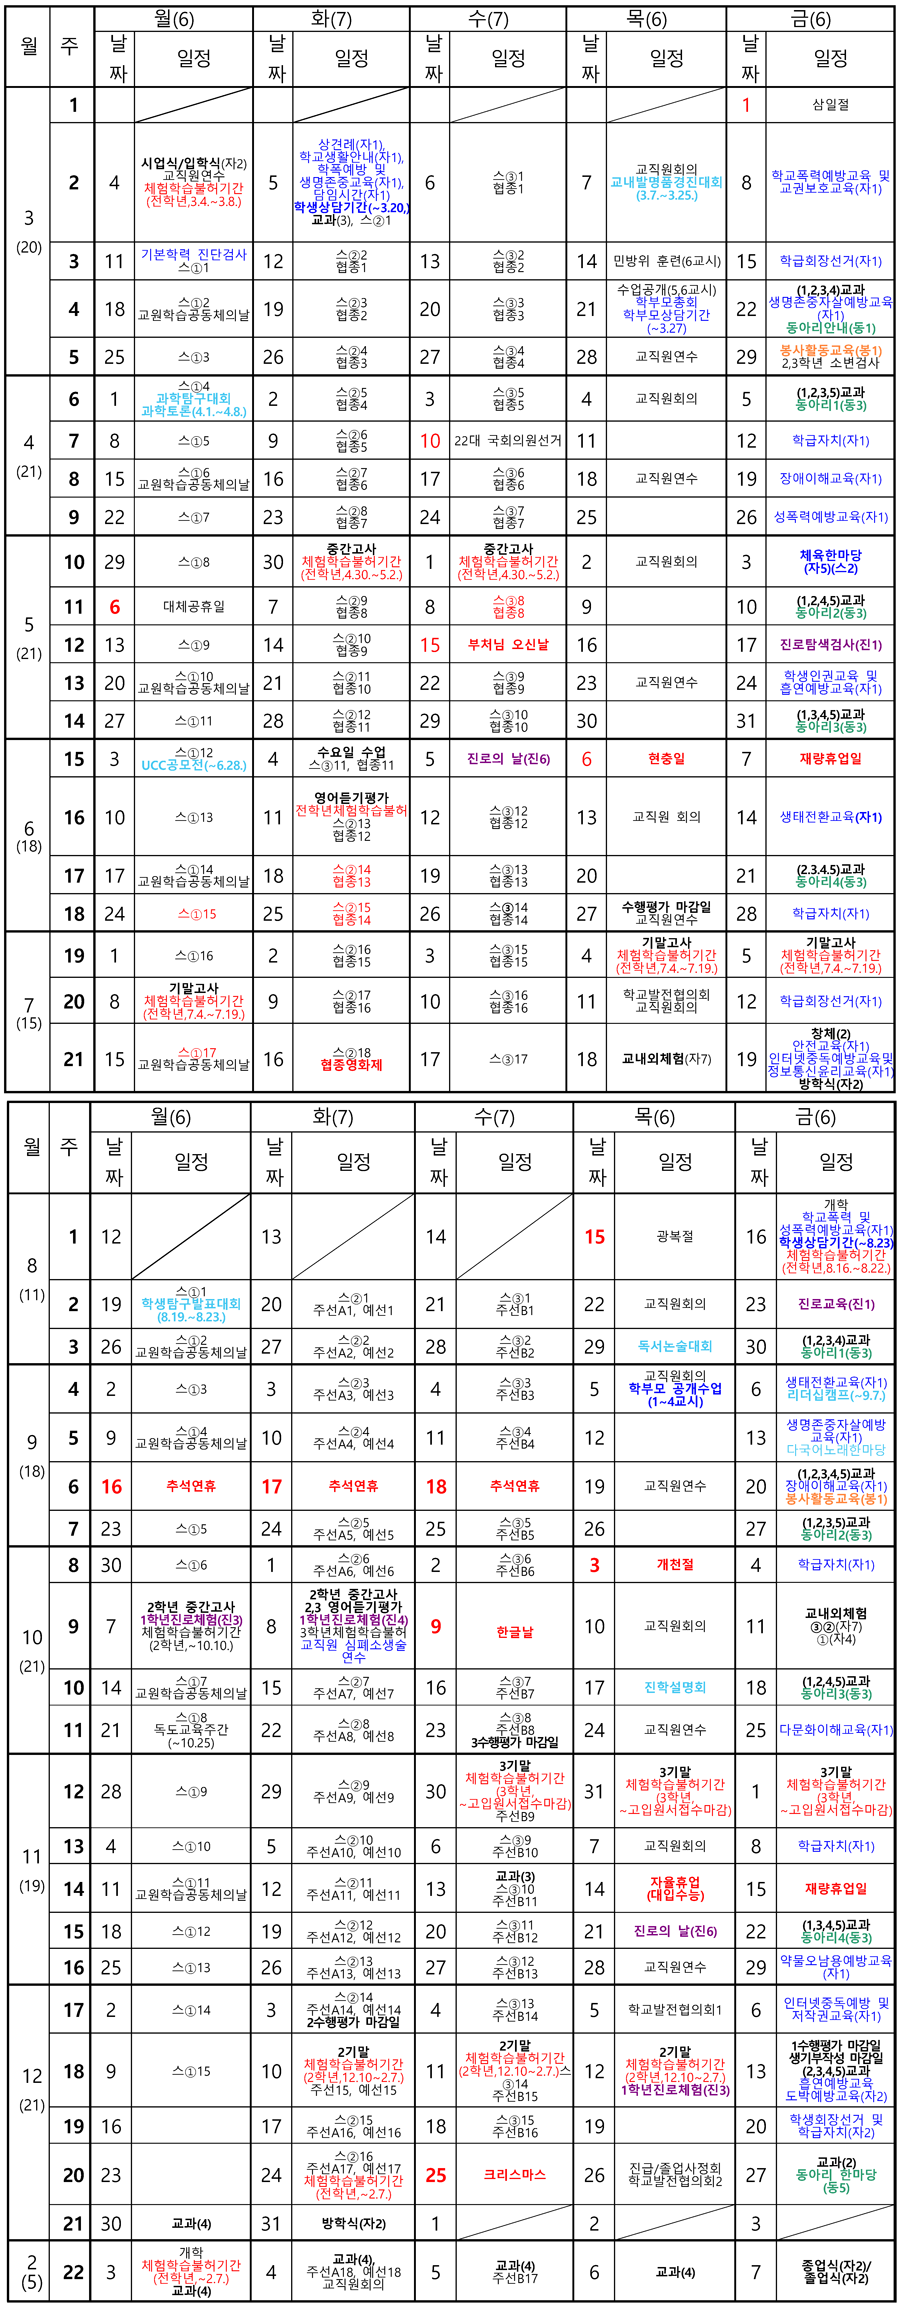 월 주 월(6) 화(7) 수(7) 목(6) 금(6)
날짜 일정 날짜 일정 날짜 일정 날짜 일정 날짜 일정
3
(20)
1
1 삼일절
2
4 시업식/입학식(자2)
교직원연수
체험학습불허기간
(전학년,3.4.~3.8.)
5 상견례(자1),
학교생활안내(자1),
학폭예방 및
생명존중교육(자1),
담임시간(자1)
학생상담기간(~3.20,)
교과(3), 스②1
6 스③1
협종1
7 교직원회의
교내발명품경진대회
(3.7.~3.25.)
8 학교폭력예방교육 및
교권보호교육(자1)
3
11 기본학력 진단검사
스①1
12 스②2
협종1
13 스③2
협종2
14 민방위 훈련(6교시)
15 학급회장선거(자1)
4
18 스①2
교원학습공동체의날
19 스②3
협종2
20 스③3
협종3
21 수업공개(5,6교시)
학부모총회
학부모상담기간
(~3.27)
22 (1,2,3,4)교과
생명존중자살예방교육
(자1)
동아리안내(동1)
5
25 스①3
26 스②4
협종3
27 스③4
협종4
28 교직원연수
29 봉사활동교육(봉1)
2,3학년 소변검사
4
(21)
6
1 스①4
과학탐구대회
과학토론(4.1.~4.8.)
2 스②5
협종4
3 스③5
협종5
4 교직원회의
5 (1,2,3,5)교과
동아리1(동3)
7
8 스①5
9 스②6
협종5
10 22대 국회의원선거
11
12 학급자치(자1)
8
15 스①6
교원학습공동체의날
16 스②7
협종6
17 스③6
협종6
18 교직원연수
19 장애이해교육(자1)
9
22 스①7
23 스②8
협종7
24 스③7
협종7
25
26 성폭력예방교육(자1)
5
(21)
10
29 스①8
30 중간고사
체험학습불허기간
(전학년,4.30.~5.2.)
1 중간고사
체험학습불허기간
(전학년,4.30.~5.2.)
2 교직원회의
3 체육한마당
(자5)(스2)
11
6 대체공휴일
7 스②9
협종8
8 스③8
협종8
9
10 (1,2,4,5)교과
동아리2(동3)
12
13 스①9
14 스②10
협종9
15 부처님 오신날
16
17 진로탐색검사(진1)
13
20 스①10
교원학습공동체의날
21 스②11
협종10
22 스③9
협종9
23 교직원연수
24 학생인권교육 및
흡연예방교육(자1)
14
27 스①11
28 스②12
협종11
29 스③10
협종10
30
31 (1,3,4,5)교과
동아리3(동3)
6
(18)
15
3 스①12
UCC공모전(~6.28.)
4 수요일 수업
스③11, 협종11
5 진로의 날(진6)
6 현충일
7 재량휴업일
16
10 스①13
11 영어듣기평가
전학년체험학습불허
스②13
협종12
12 스③12
협종12
13 교직원 회의
14 생태전환교육(자1)
17
17 스①14
교원학습공동체의날
18 스②14
협종13
19 스③13
협종13
20
21 (2.3.4.5)교과
동아리4(동3)
18
24 스①15
25 스②15
협종14
26 스③14
협종14
27 수행평가 마감일
교직원연수
28 학급자치(자1)
7
(15)
19
1 스①16
2 스②16
협종15
3 스③15
협종15
4 기말고사
체험학습불허기간
(전학년,7.4.~7.19.)
5 기말고사
체험학습불허기간
(전학년,7.4.~7.19.)
20
8 기말고사
체험학습불허기간
(전학년,7.4.~7.19.)
9 스②17
협종16
10 스③16
협종16
11 학교발전협의회
교직원회의
12 학급회장선거(자1)
21
15 스①17
교원학습공동체의날
16 스②18
협종영화제
17 스③17
18 교내외체험(자7)
19 창체(2)
안전교육(자1)
인터넷중독예방교육및
정보통신윤리교육(자1)
방학식(자2)
월 주 월(6) 화(7) 수(7) 목(6) 금(6)
날짜 일정 날짜 일정 날짜 일정 날짜 일정 날짜 일정
8
(11)
1
12
13
14
15 광복절
16 개학
학교폭력 및
성폭력예방교육(자1)
학생상담기간(~8.23)
체험학습불허기간
(전학년,8.16.~8.22.)
2
19 스①1
학생탐구발표대회
(8.19.~8.23.)
20 스②1
주선A1, 예선1
21 스③1
주선B1
22 교직원회의
23 진로교육(진1)
3
26 스①2
교원학습공동체의날
27 스②2
주선A2, 예선2
28 스③2
주선B2
29 독서논술대회
30 (1,2,3,4)교과
동아리1(동3)
9
(18)
4
2 스①3
3 스②3
주선A3, 예선3
4 스③3
주선B3
5 교직원회의
학부모 공개수업
(1~4교시)
6 생태전환교육(자1)
리더십캠프(~9.7.)
5
9 스①4
교원학습공동체의날
10 스②4
주선A4, 예선4
11 스③4
주선B4
12
13 생명존중자살예방
교육(자1)
다국어노래한마당
6
16 추석연휴
17 추석연휴
18 추석연휴
19 교직원연수
20 (1,2,3,4,5)교과
장애이해교육(자1)
봉사활동교육(봉1)
7
23 스①5
24 스②5
주선A5, 예선5
25 스③5
주선B5
26
27 (1,2,3,5)교과
동아리2(동3)
10
(21)
8
30 스①6
1 스②6
주선A6, 예선6
2 스③6
주선B6
3 개천절
4 학급자치(자1)
9
7 2학년 중간고사
1학년진로체험(진3)
체험학습불허기간
(2학년,~10.10.)
8 2학년 중간고사
2,3 영어듣기평가
1학년진로체험(진4)
3학년체험학습불허
교직원 심폐소생술
연수
9 한글날
10 교직원회의
11 교내외체험
③②(자7)
①(자4)
10
14 스①7
교원학습공동체의날
15 스②7
주선A7, 예선7
16 스③7
주선B7
17 진학설명회
18 (1,2,4,5)교과
동아리3(동3)
11
21 스①8
독도교육주간
(~10.25)
22 스②8
주선A8, 예선8
23 스③8
주선B8
3수행평가 마감일
24 교직원연수
25 다문화이해교육(자1)
11
(19)
12
28 스①9
29 스②9
주선A9, 예선9
30 3기말
체험학습불허기간
(3학년,
~고입원서접수마감)
주선B9
31 3기말
체험학습불허기간
(3학년,
~고입원서접수마감)
1 3기말
체험학습불허기간
(3학년,
~고입원서접수마감)
13
4 스①10
5 스②10
주선A10, 예선10
6 스③9
주선B10
7 교직원회의
8 학급자치(자1)
14
11 스①11
교원학습공동체의날
12 스②11
주선A11, 예선11
13 교과(3)
스③10
주선B11
14 자율휴업
(대입수능)
15 재량휴업일
15
18 스①12
19 스②12
주선A12, 예선12
20 스③11
주선B12
21 진로의 날(진6)
22 (1,3,4,5)교과
동아리4(동3)
16
25 스①13
26 스②13
주선A13, 예선13
27 스③12
주선B13
28 교직원연수
29 약물오남용예방교육
(자1)
12
(21)
17
2 스①14
3 스②14
주선A14, 예선14
2수행평가 마감일
4 스③13
주선B14
5 학교발전협의회1
6 인터넷중독예방 및
저작권교육(자1)
18
9 스①15
10 2기말
체험학습불허기간
(2학년,12.10~2.7.)
주선15, 예선15
11 2기말
체험학습불허기간
(2학년,12.10~2.7.)스
③14
주선B15
12 2기말
체험학습불허기간
(2학년,12.10~2.7.)
1학년진로체험(진3)
13 1수행평가 마감일
생기부작성 마감일
(2,3,4,5)교과
흡연예방교육
도박예방교육(자2)
19
16
17 스②15
주선A16, 예선16
18 스③15
주선B16
19
20 학생회장선거 및
학급자치(자2)
20
23
24 스②16
주선A17, 예선17
체험학습불허기간
(전학년,~2.7.)
25 크리스마스
26 진급/졸업사정회
학교발전협의회2
27 교과(2)
동아리 한마당
(동5)
21
30 교과(4)
31 방학식(자2)
1
2
3
2
(5)
22
3 개학
체험학습불허기간
(전학년,~2.7.)
교과(4)
4 교과(4),
주선A18, 예선18
교직원회의
5 교과(4)
주선B17
6 교과(4)
7 종업식(자2)/
졸업식(자2)